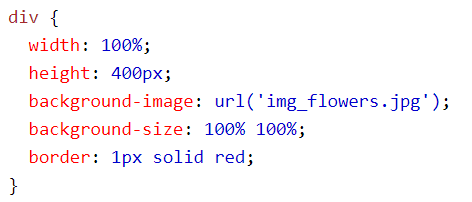 div {
  width: 100%;
  height: 400px;
  background-image: url('img_flowers.jpg');
  background-size: 100% 100%;
  border: 1px solid red;
}